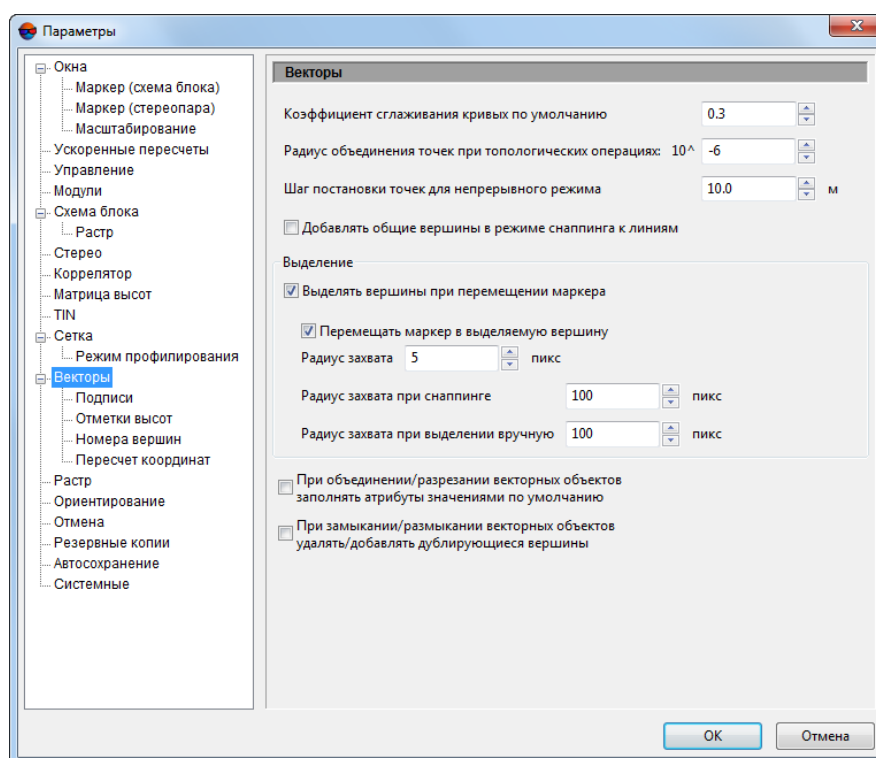 Параметры
Окна
Маркер (схема блока)
Маркер (стереопара)
Масштабирование
Ускоренные пересчеты
Управление
Модули
Схема блока
Растр
Стерео
Коррелятор
Матрица высот
TIN
Сетка
Режим профилирования
Векторы
Подписи
Отметки высот
Номера вершин
Пересчет координат
Растр
Ориентирование
Отмена
Резервные копии
Автосохранение
Системные
Векторы
Коэффициент сглаживания кривых по умолчанию 0.3
Радиус объединения точек при топологических операциях: 10^ -6
Шаг постановки точек для непрерывного режима 10.0 м
Добавлять общие вершины в режиме снаппинга к линиям
Выделение
Выделять вершины при перемещении маркера
Перемещать маркер в выделяемую вершину
Радиус захвата 5 пикс
Радиус захвата при снаппинге 100 пикс
Радиус захвата при выделении вручную 100 пикс
При объединении/разрезании векторных объектов
заполнять атрибуты значениями по умолчанию
При замыкании/размыкании векторных объектов
удалять/добавлять дублирующиеся вершины
OK Отмена